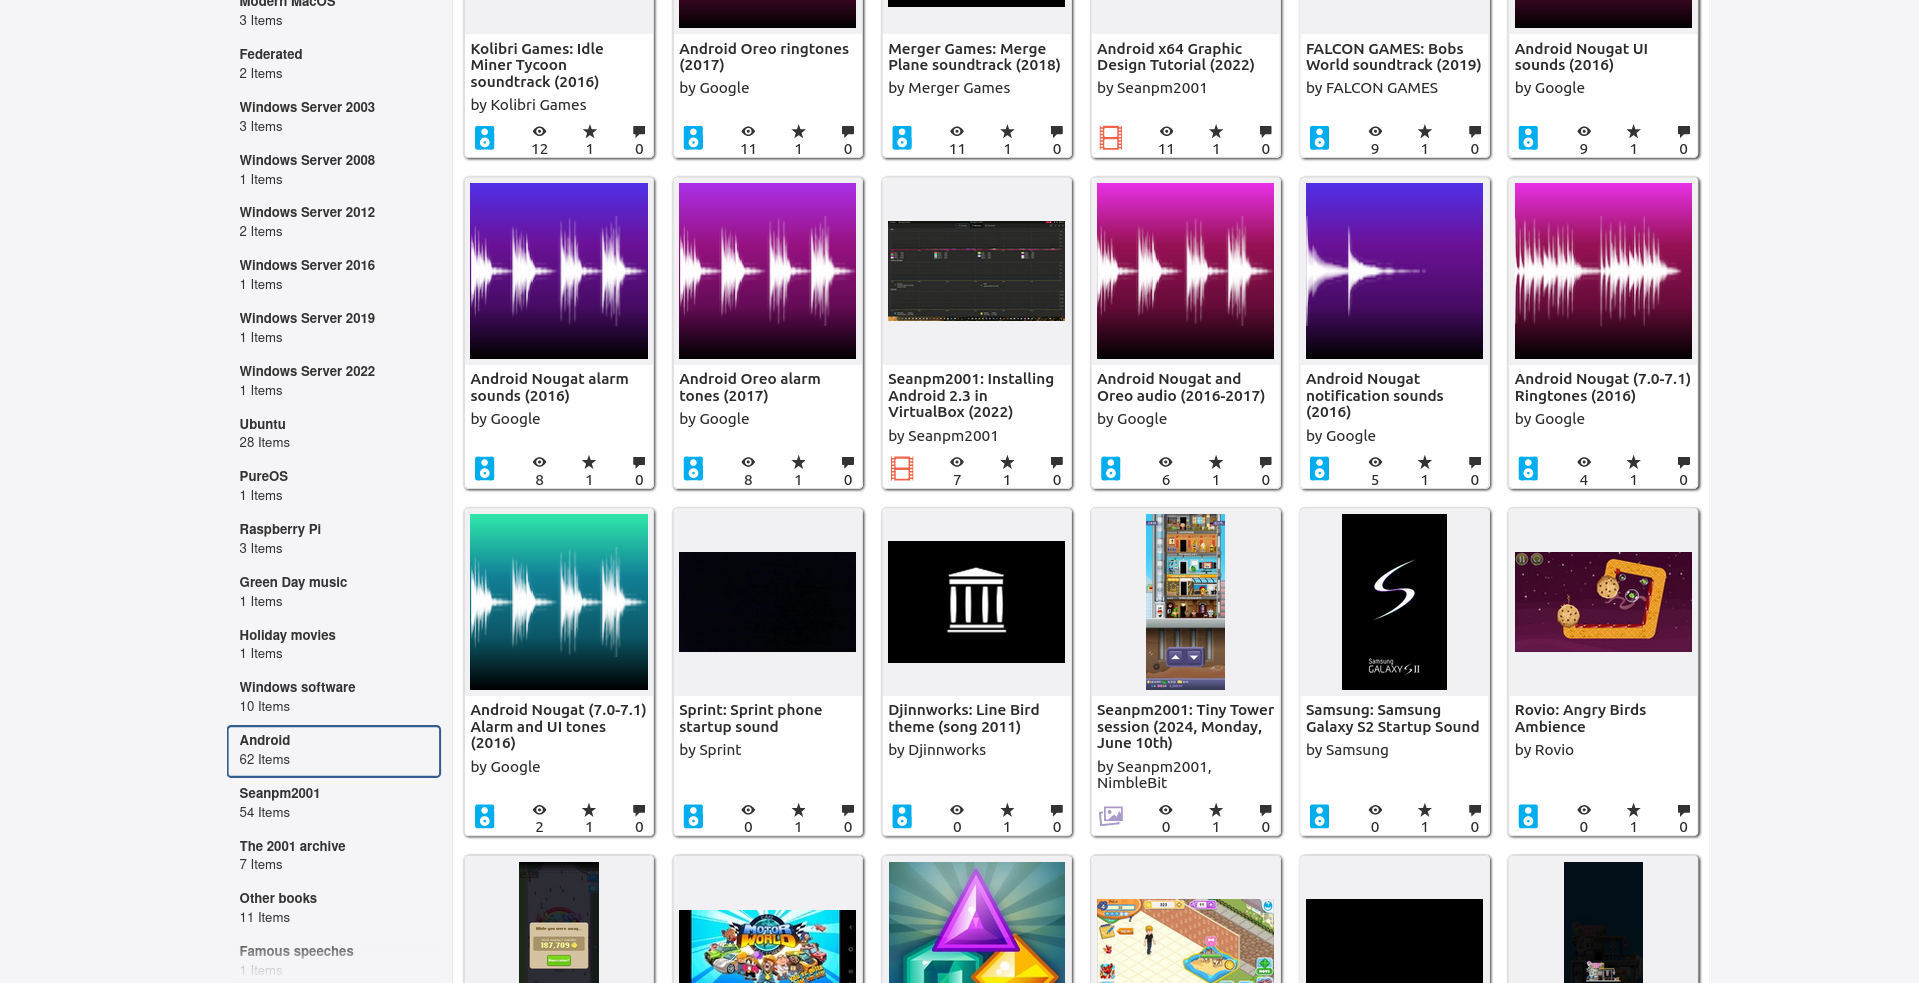 Modern MacOS
3 Items
Federated
2 Items
Windows Server 2003
3 Items
Windows Server 2008
1 Items
Windows Server 2012
2 Items
Windows Server 2016
1 Items
Windows Server 2019
1 Items
Windows Server 2022
1 Items
Ubuntu
28 Items
PureOS
1 Items
Raspberry Pi
3 Items
Green Day music
1 Items
Holiday movies
1 Items
Windows software
10 Items
Android
62 Items
Seanpm2001
54 Items
The 2001 archive
7 Items
Other books
11 Items
Famous speeches
1 Items
Kolibri Games: Idle
Miner Tycoon
soundtrack (2016)
by Kolibri Games
12 1 0
Android Oreo ringtones
(2017)
by Google
11 1 0
Merger Games: Merge
Plane soundtrack (2018)
by Merger Games
11 1 0
Android x64 Graphic
Design Tutorial (2022)
by Seanpm2001
11 1 0
FALCON GAMES: Bobs
World soundtrack (2019)
by FALCON GAMES
9 1 0
Android Nougat UI
sounds (2016)
by Google
9 1 0
Android Nougat alarm
sounds (2016)
by Google
8 1 0
Android Oreo alarm
tones (2017)
by Google
8 1 0
Seanpm2001: Installing
Android 2.3 in
VirtualBox (2022)
by Seanpm2001
7 1 0
Android Nougat and
Oreo audio (2016-2017)
by Google
6 1 0
Android Nougat
notification sounds
(2016)
by Google
5 1 0
Android Nougat (7.0-7.1)
Ringtones (2016)
by Google
4 1 0
Android Nougat (7.0-7.1)
Alarm and UI tones
(2016)
by Google
2 1 0
Sprint: Sprint phone
startup sound
by Sprint
0 1 0
Djinnworks: Line Bird
theme (song 2011)
by Djinnworks
0 1 0
Seanpm2001: Tiny Tower
session (2024, Monday,
June 10th)
by Seanpm2001,
NimbleBit
0 1 0
Samsung
GALAXY S II
Samsung: Samsung
Galaxy S2 Startup Sound
by Samsung
0 1 0
Rovio: Angry Birds
Ambience
by Rovio
0 1 0
While you were away...
187,709
MOTOR
WORLD